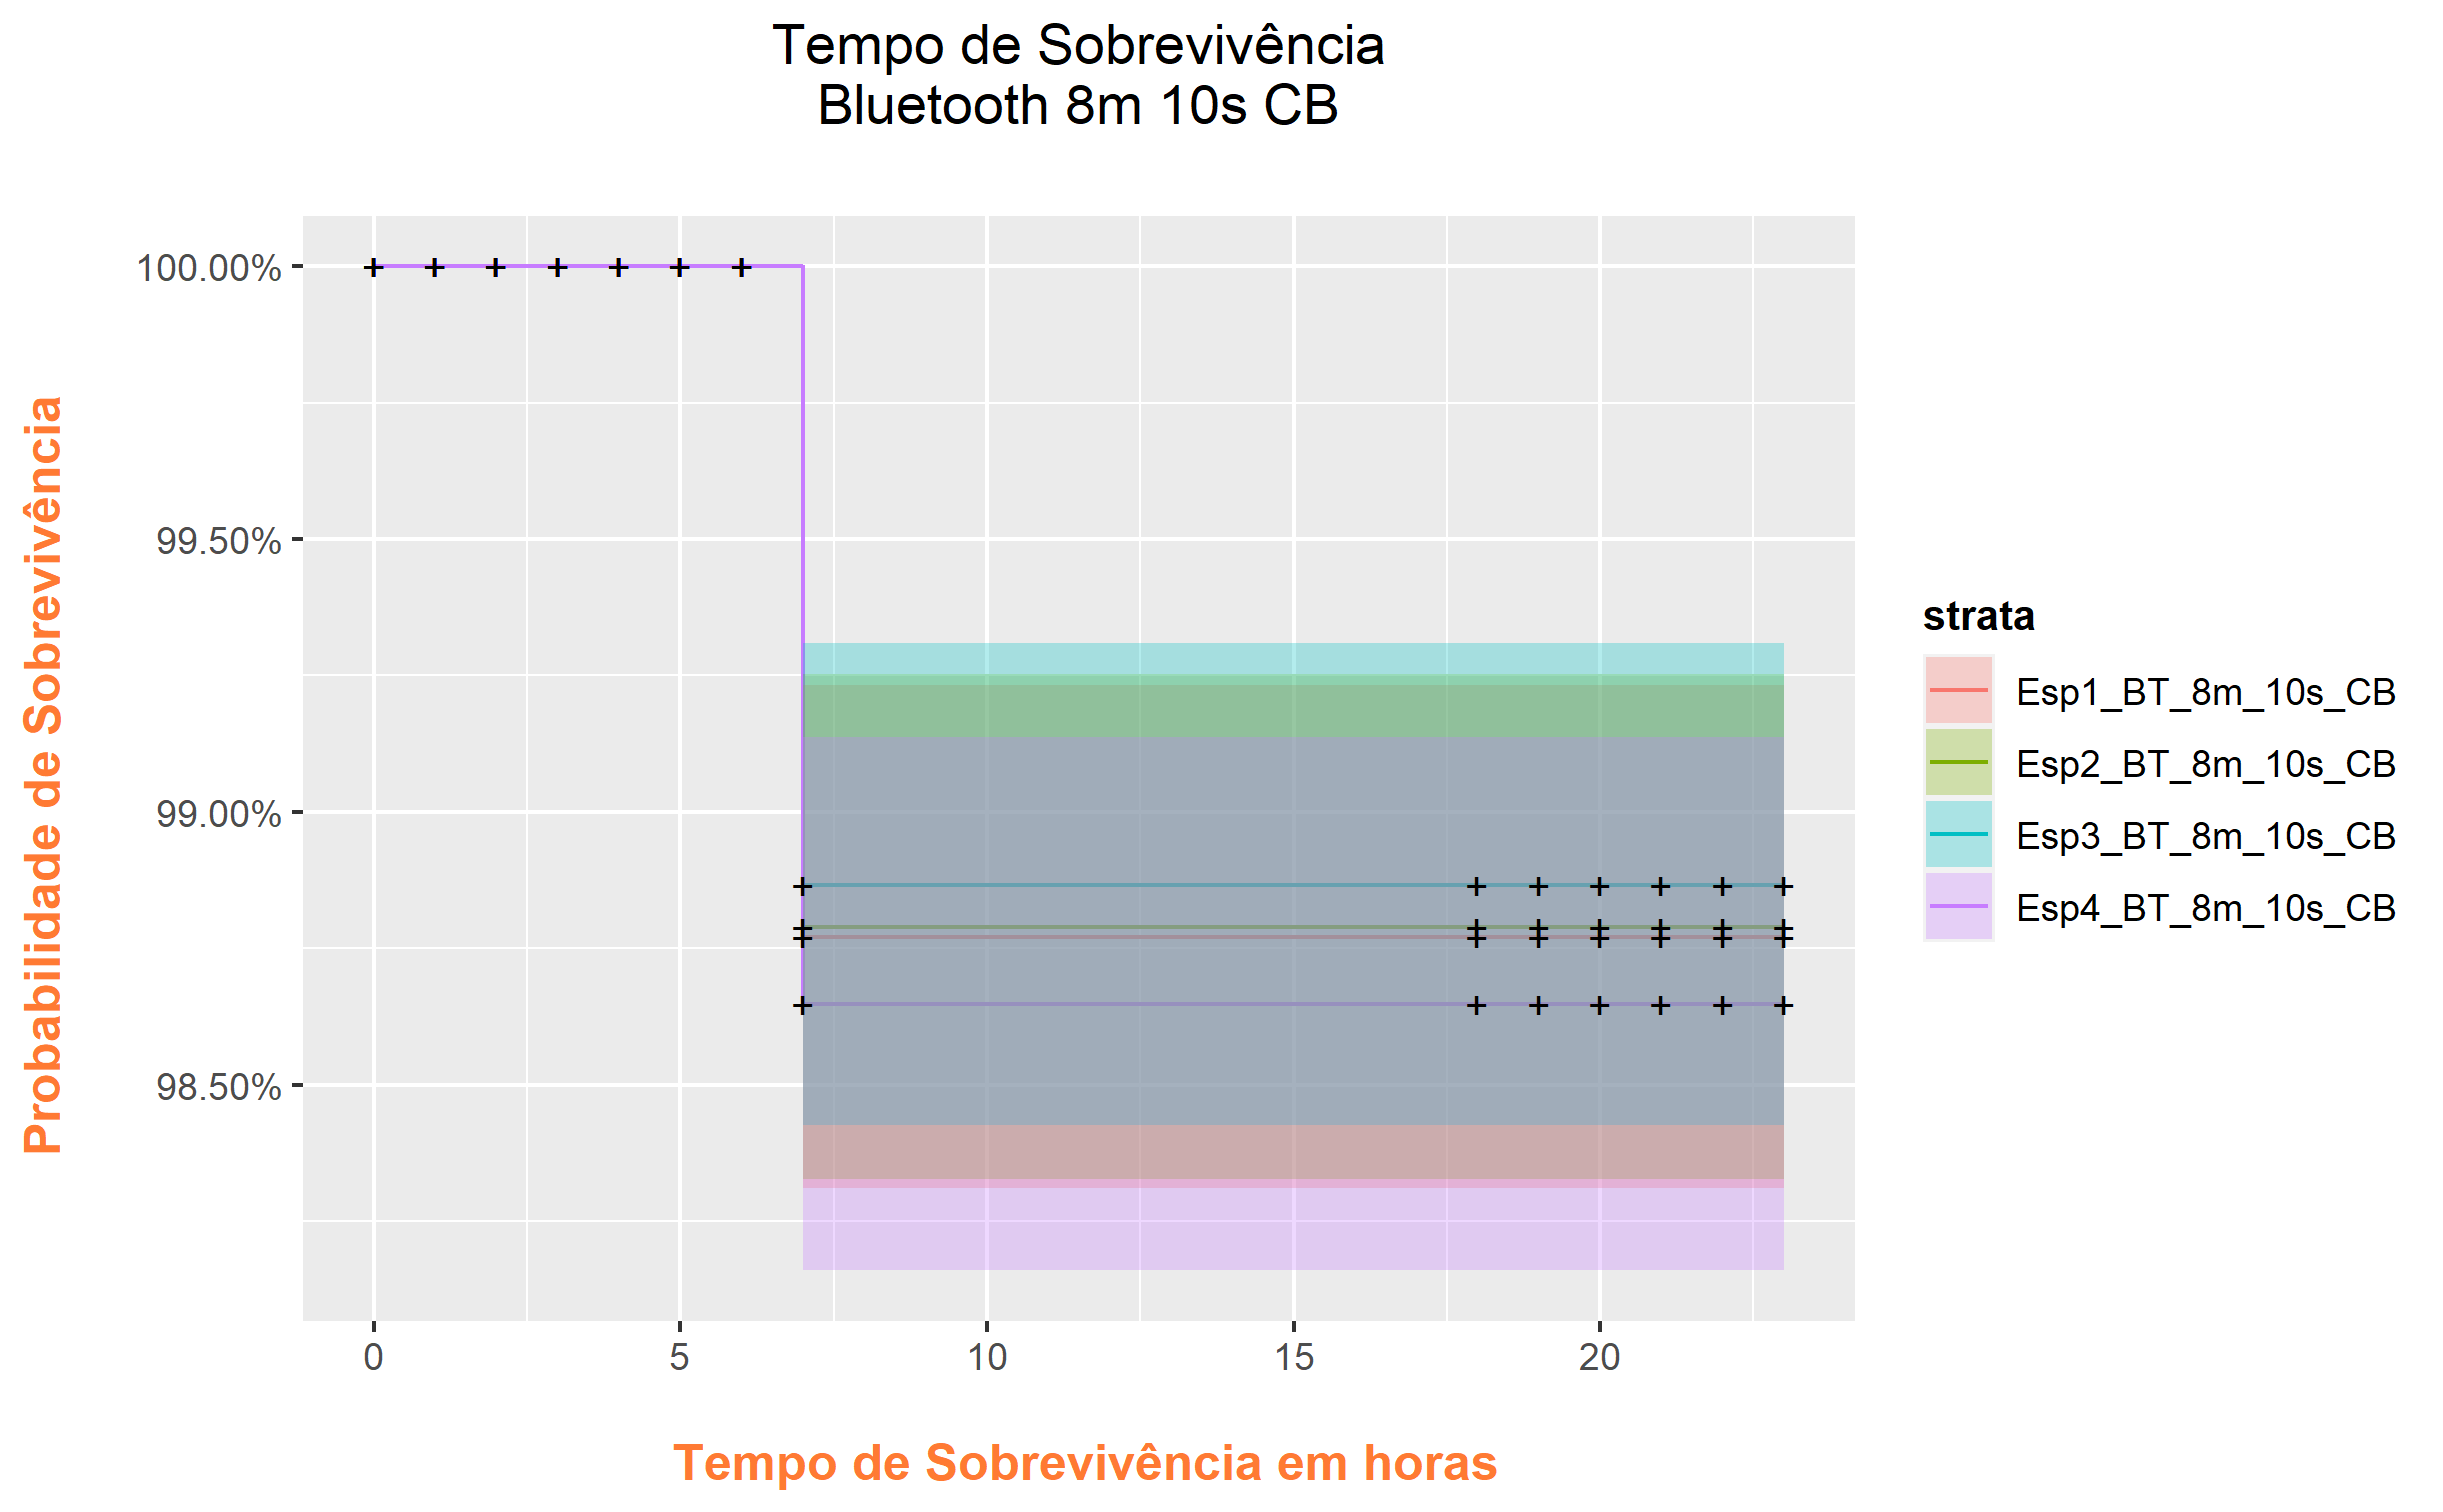 Tempo de Sobrevivência
Bluetooth 8m 10s CB
Probabilidade de Sobrevivência
100.00%
99.50%
99.00%
98.50%
0
5
10
15
20
Tempo de Sobrevivência em horas
strata
Esp1_BT_8m_10s_CB
Esp2_BT_8m_10s_CB
Esp3_BT_8m_10s_CB
Esp4_BT_8m_10s_CB